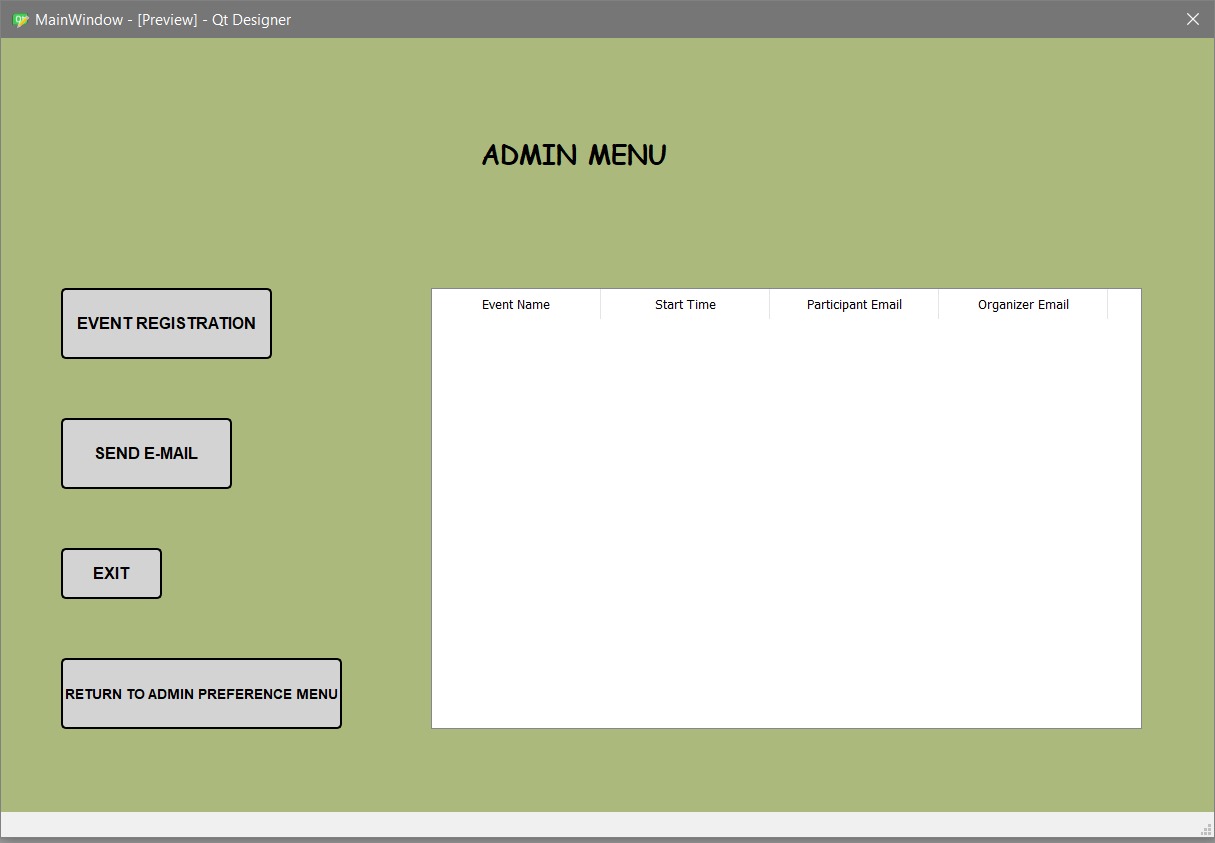 MainWindow - [Preview] - Qt Designer
ADMIN MENU
EVENT REGISTRATION
SEND E-MAIL
EXIT
RETURN TO ADMIN PREFERENCE MENU
Event Name Start Time Participant Email Organizer Email